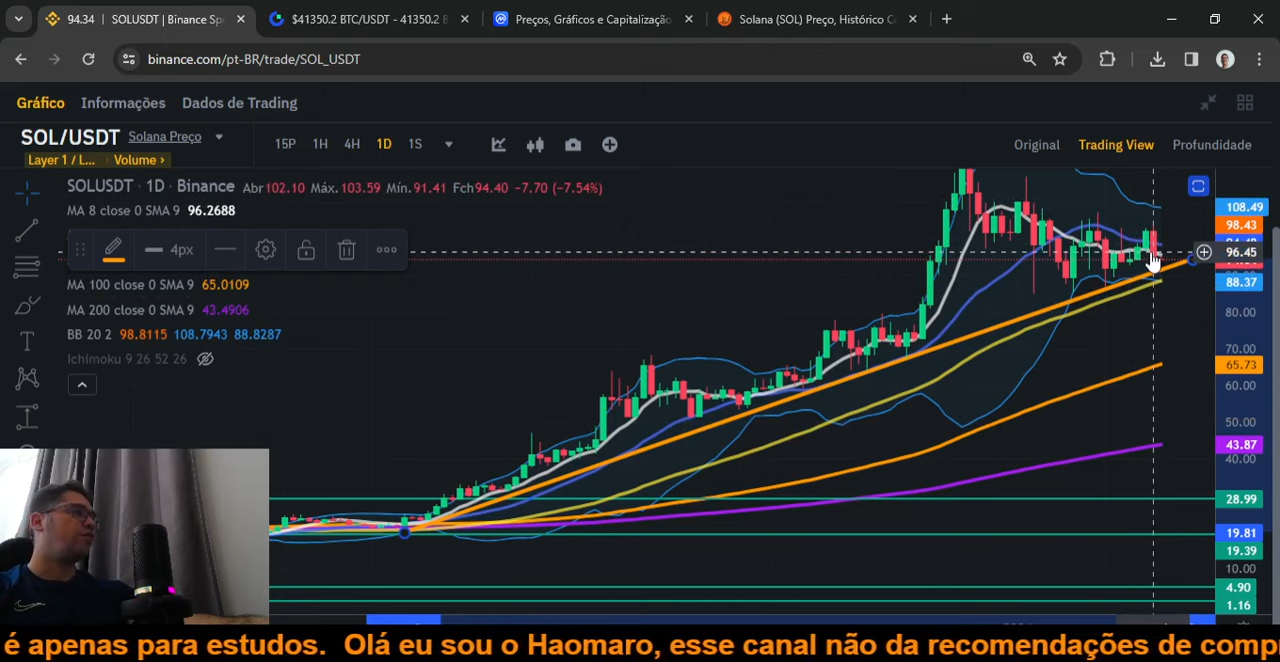 94.34 | SOLUSDT | Binance Sp
$41350.2 BTC/USDT - 41350.2 B
Preços, Gráficos e Capitalização
Solana (SOL) Preço, Histórico
binance.com/pt-BR/trade/SOL_USDT
Gráfico Informações Dados de Trading
SOL/USDT Solana Preço
Layer 1 / L... Volume ›
15P 1H 4H 1D 1S
Original Trading View Profundidade
SOLUSDT · 1D · Binance Abr102.10 Máx.103.59 Mín.91.41 Fch94.40 -7.70 (-7.54%)
MA 8 close 0 SMA 9 96.2688
4px
MA 100 close 0 SMA 9 65.0109
MA 200 close 0 SMA 9 43.4906
BB 20 2 98.8115 108.7943 88.8287
Ichimoku 9 26 52 26
108.49
98.43
96.45
88.37
80.00
70.00
65.73
60.00
50.00
43.87
40.00
28.99
19.81
19.39
10.00
4.90
1.16
é apenas para estudos. Olá eu sou o Haomaro, esse canal não da recomendações de comp